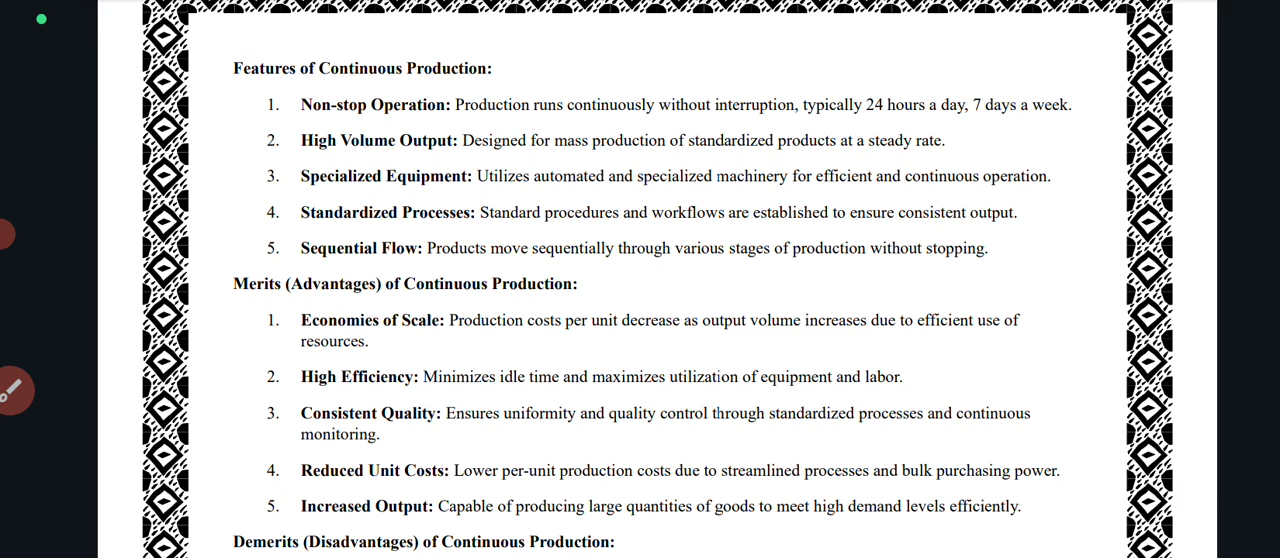 Features of Continuous Production:
1. Non-stop Operation: Production runs continuously without interruption, typically 24 hours a day, 7 days a week.
2. High Volume Output: Designed for mass production of standardized products at a steady rate.
3. Specialized Equipment: Utilizes automated and specialized machinery for efficient and continuous operation.
4. Standardized Processes: Standard procedures and workflows are established to ensure consistent output.
5. Sequential Flow: Products move sequentially through various stages of production without stopping.
Merits (Advantages) of Continuous Production:
1. Economies of Scale: Production costs per unit decrease as output volume increases due to efficient use of
resources.
2. High Efficiency: Minimizes idle time and maximizes utilization of equipment and labor.
3. Consistent Quality: Ensures uniformity and quality control through standardized processes and continuous
monitoring.
4. Reduced Unit Costs: Lower per-unit production costs due to streamlined processes and bulk purchasing power.
5. Increased Output: Capable of producing large quantities of goods to meet high demand levels efficiently.
Demerits (Disadvantages) of Continuous Production: